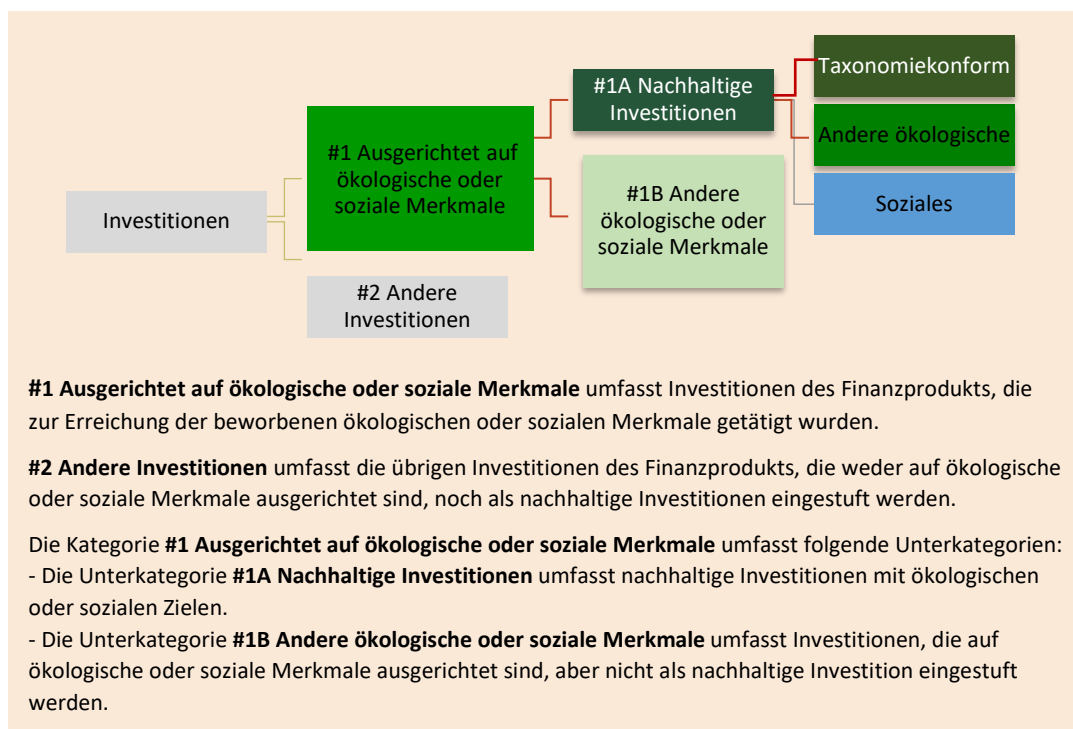 Taxonomiekonform
#1A Nachhaltige
Investitionen
Andere ökologische
#1 Ausgerichtet auf
ökologische oder
soziale Merkmale
#1B Andere
ökologische oder
soziale Merkmale
Soziales
Investitionen
#2 Andere
Investitionen
#1 Ausgerichtet auf ökologische oder soziale Merkmale umfasst Investitionen des Finanzprodukts, die
zur Erreichung der beworbenen ökologischen oder sozialen Merkmale getätigt wurden.
#2 Andere Investitionen umfasst die übrigen Investitionen des Finanzprodukts, die weder auf ökologische
oder soziale Merkmale ausgerichtet sind, noch als nachhaltige Investitionen eingestuft werden.
Die Kategorie #1 Ausgerichtet auf ökologische oder soziale Merkmale umfasst folgende Unterkategorien:
- Die Unterkategorie #1A Nachhaltige Investitionen umfasst nachhaltige Investitionen mit ökologischen
oder sozialen Zielen.
- Die Unterkategorie #1B Andere ökologische oder soziale Merkmale umfasst Investitionen, die auf
ökologische oder soziale Merkmale ausgerichtet sind, aber nicht als nachhaltige Investition eingestuft
werden.